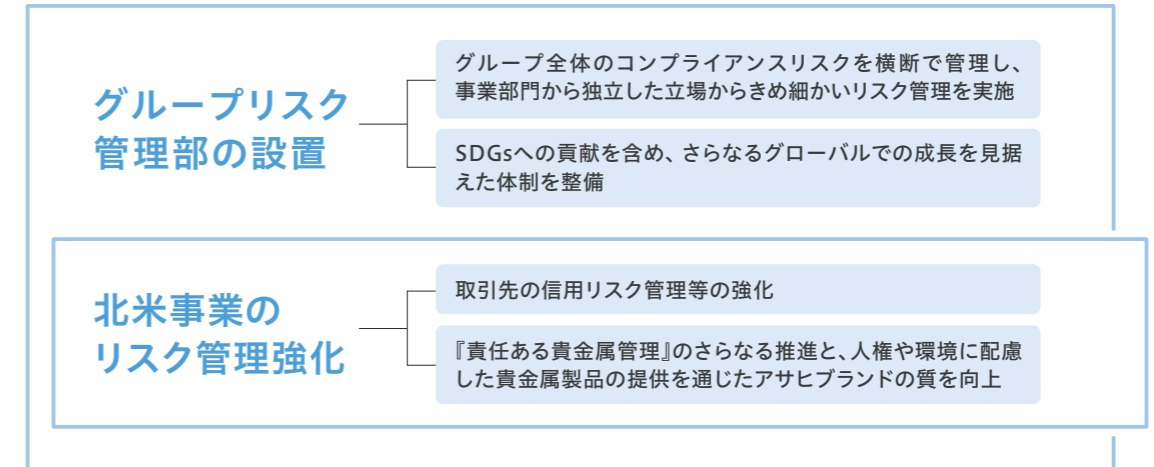 グループリスク
管理部の設置
グループ全体のコンプライアンスリスクを横断で管理し、
事業部門から独立した立場からきめ細かいリスク管理を実施
SDGsへの貢献を含め、さらなるグローバルでの成長を見据
えた体制を整備
北米事業の
リスク管理強化
取引先の信用リスク管理等の強化
『責任ある貴金属管理』のさらなる推進と、人権や環境に配慮
した貴金属製品の提供を通じたアサヒブランドの質を向上